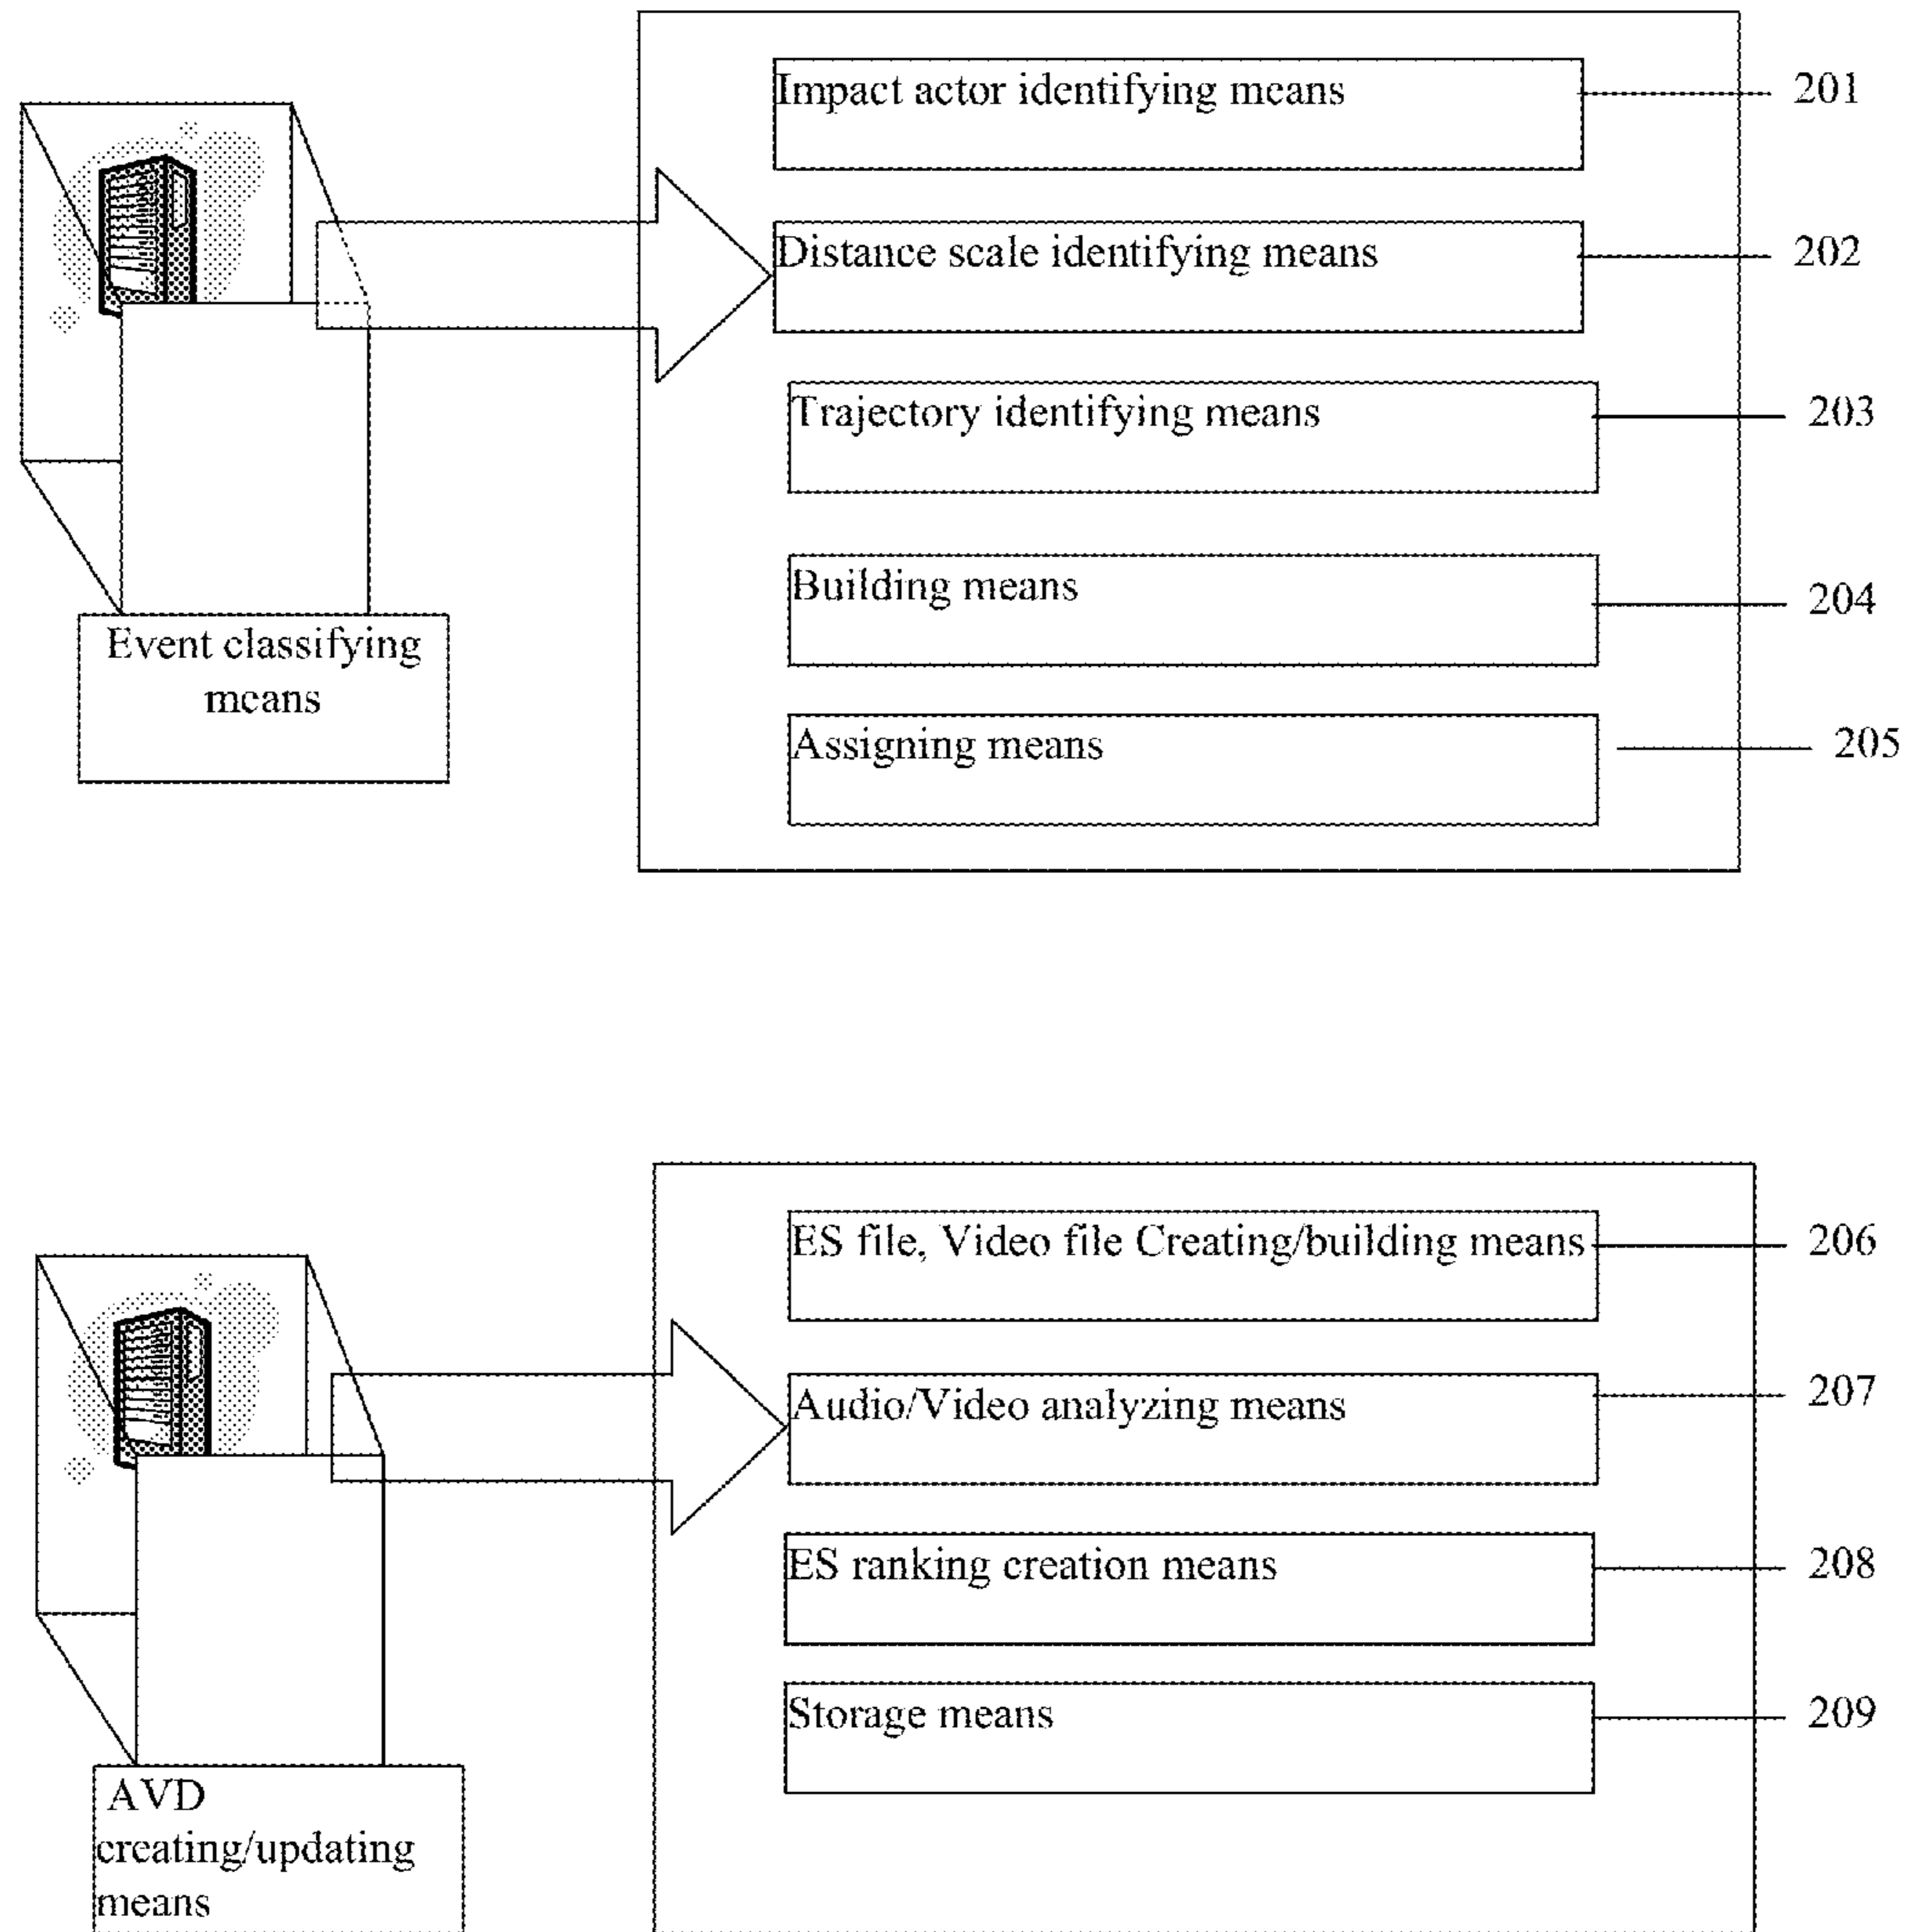 Impact actor identifying means 201
Distance scale identifying means 202
Trajectory identifying means 203
Building means 204
Assigning means 205
Event classifying
means
ES file, Video file Creating/building means 206
Audio/Video analyzing means 207
ES ranking creation means 208
Storage means 209
AVD
creating/updating
means